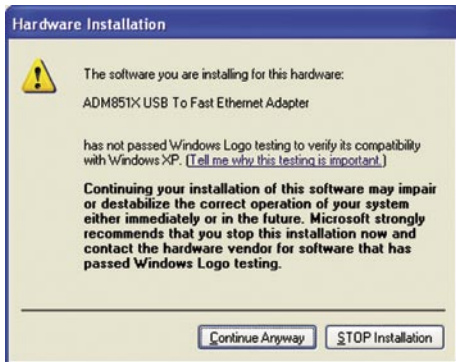 Hardware Installation
The software you are installing for this hardware:
ADM851X USB To Fast Ethernet Adapter
has not passed Windows Logo testing to verify its compatibility
with Windows XP. (Tell me why this testing is important.)
Continuing your installation of this software may impair
or destabilize the correct operation of your system
either immediately or in the future. Microsoft strongly
recommends that you stop this installation now and
contact the hardware vendor for software that has
passed Windows Logo testing.
Continue Anyway
STOP Installation